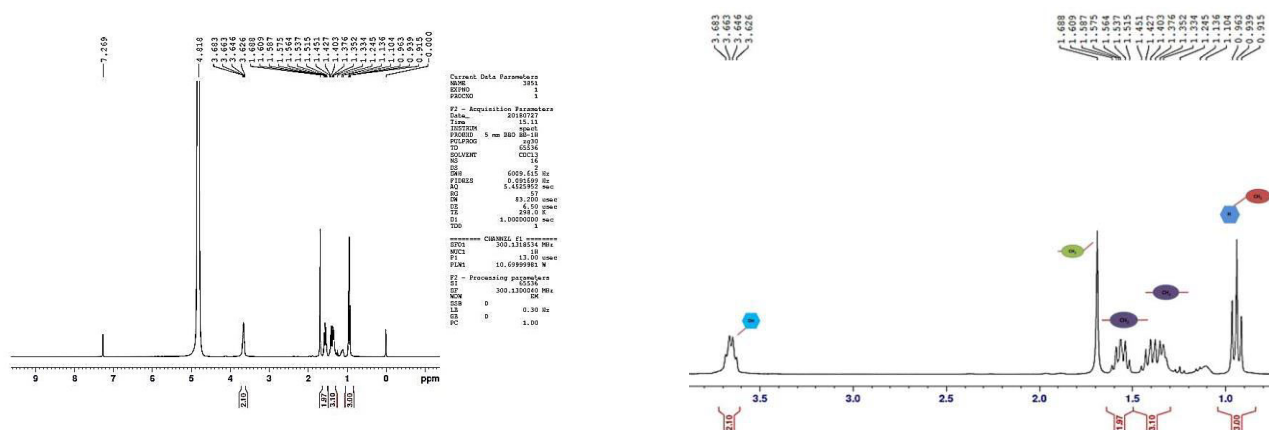 7.269
4.818
3.683
3.663
3.646
3.626
1.688
1.609
1.587
1.575
1.564
1.537
1.515
1.451
1.427
1.403
1.376
1.352
1.334
1.245
1.136
1.104
0.963
0.939
0.915
-0.000
Current Data Parameters
NAME 3851
EXPNO 1
PROCNO 1
F2 - Acquisition Parameters
Date_ 20180727
Time 15.11
INSTRUM spect
PROBHD 5 mm BBO BB-1H
PULPROG zg30
TD 65536
SOLVENT CDCl3
NS 16
DS 2
SWH 6009.615 Hz
FIDRES 0.091699 Hz
AQ 5.4525952 sec
RG 57
DW 83.200 usec
DE 6.50 usec
TE 298.0 K
D1 1.00000000 sec
TD0 1
======== CHANNEL f1 ========
SFO1 300.1318534 MHz
NUC1 1H
P1 13.00 usec
PLW1 10.69999981 W
F2 - Processing parameters
SI 65536
SF 300.1300040 MHz
WDW EM
SSB 0
LB 0.30 Hz
GB 0
PC 1.00
9 8 7 6 5 4 3 2 1 0 ppm
2.10
1.97
3.10
3.00
3.683
3.663
3.646
3.626
1.688
1.609
1.587
1.575
1.564
1.537
1.515
1.451
1.427
1.403
1.376
1.352
1.334
1.245
1.136
1.104
0.963
0.939
0.915
CH₃
R
CH₂
CH₂
CH₂
OH
3.5 3.0 2.5 2.0 1.5 1.0
2.10
1.97
3.10
3.00